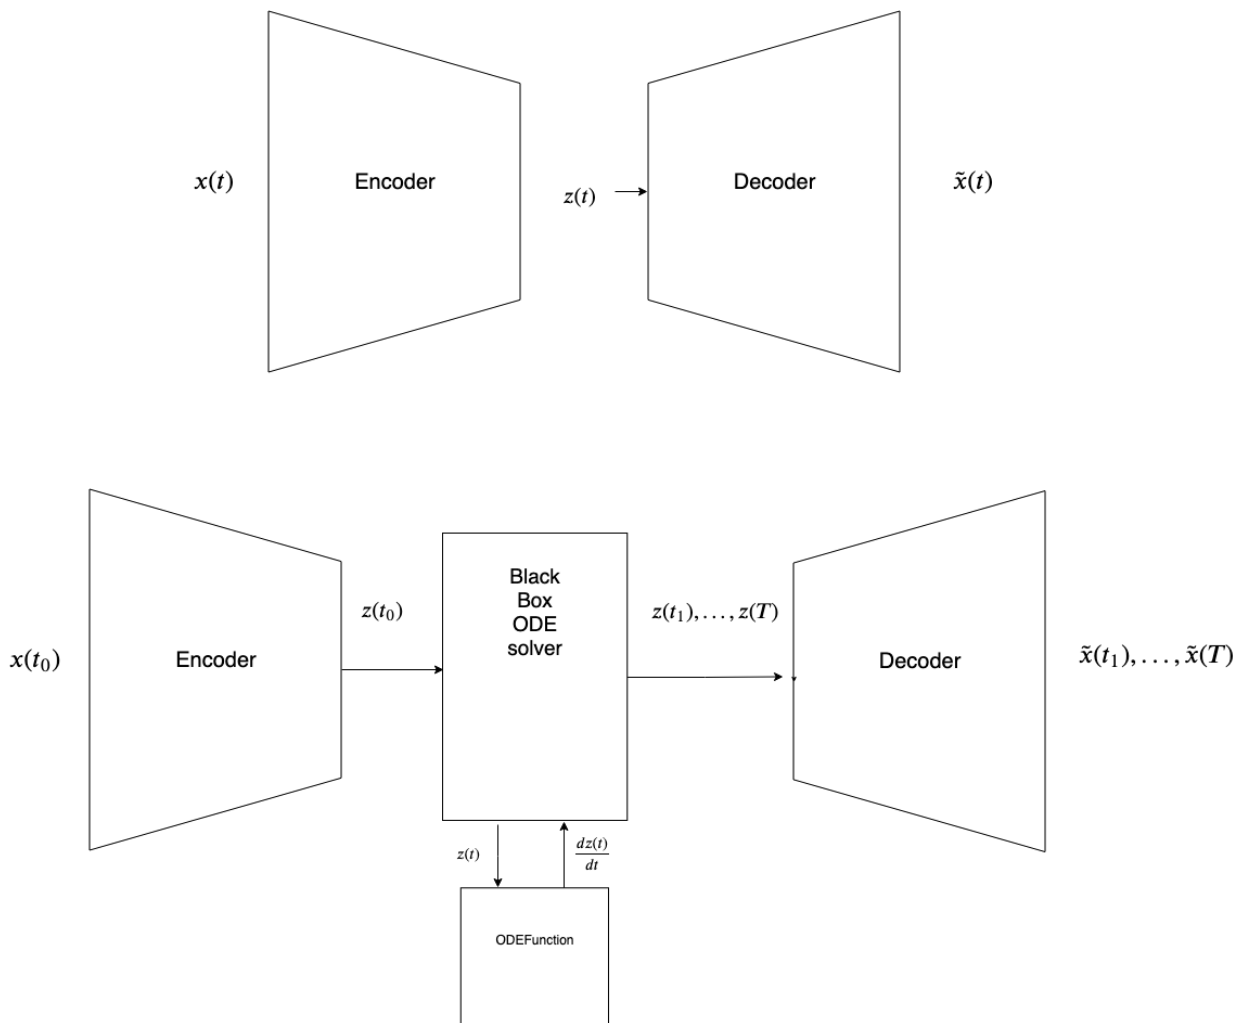 x(t)
Encoder
z(t)
Decoder
x̃(t)
x(t₀)
Encoder
z(t₀)
Black
Box
ODE
solver
z(t₁), . . . , z(T)
Decoder
x̃(t₁), . . . , x̃(T)
z(t)
dz(t)
dt
ODEFunction